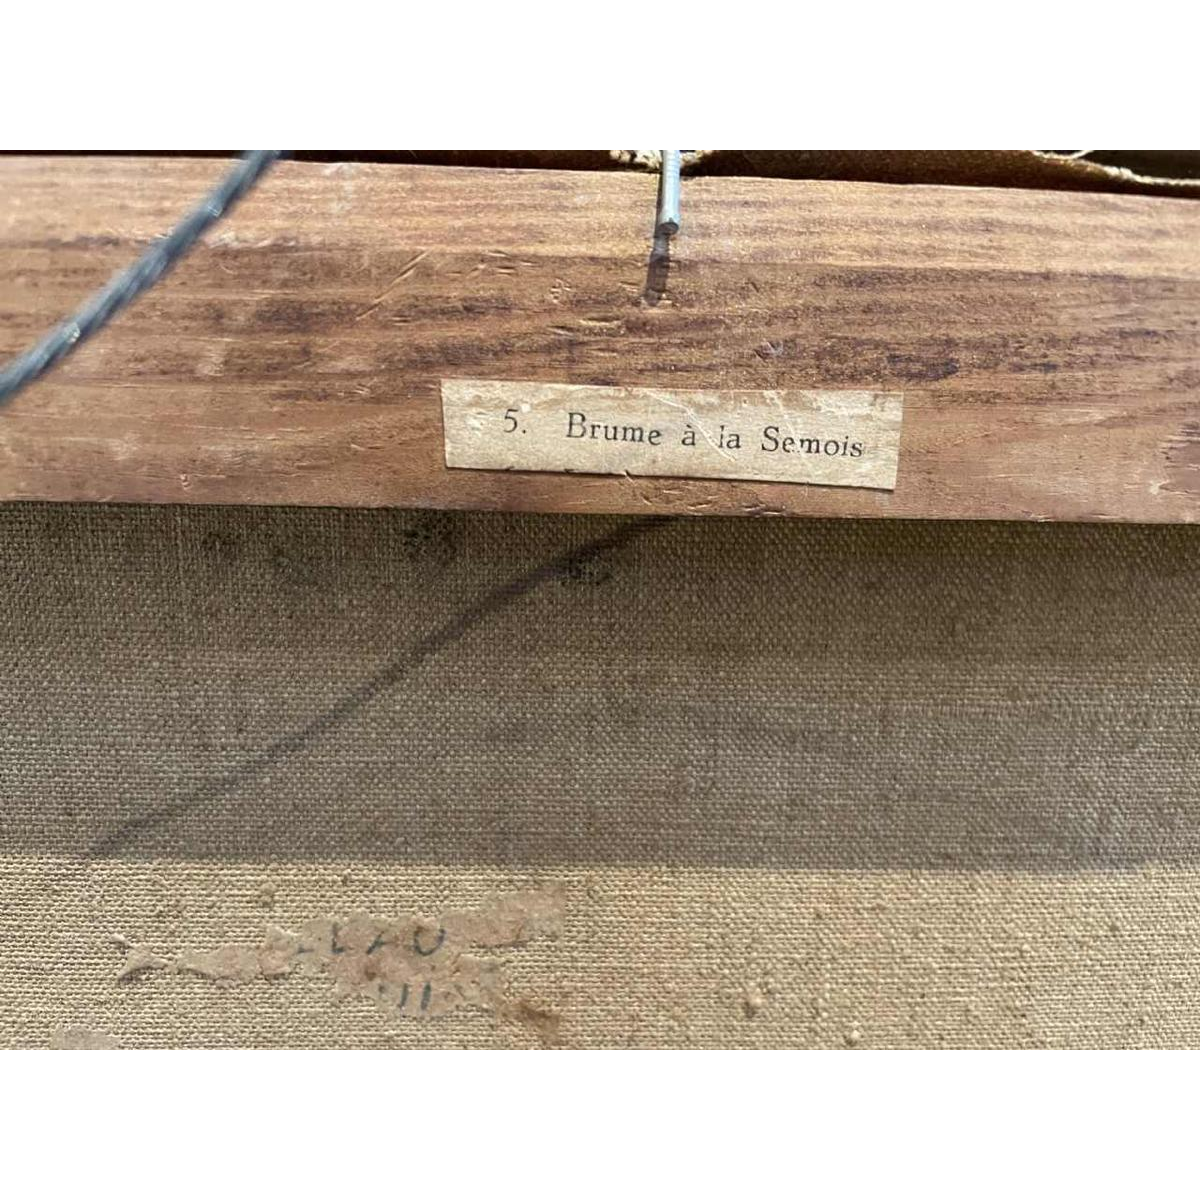 5. Brume à la Semois